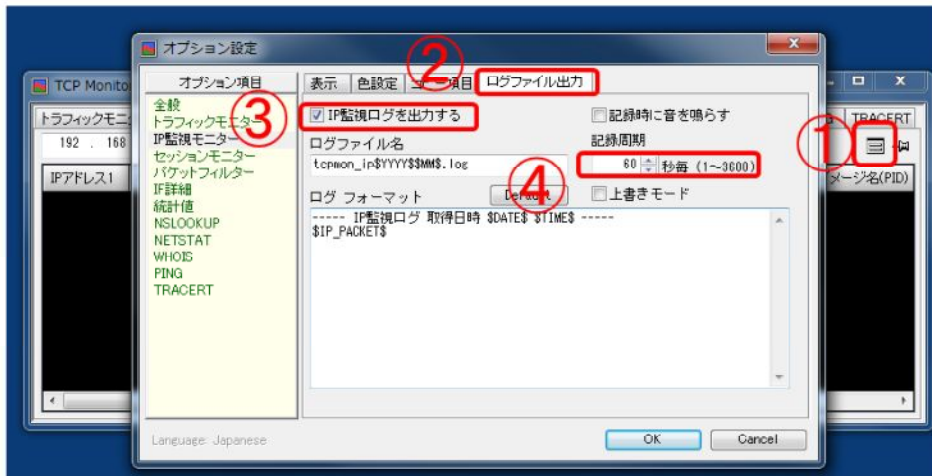 オプション設定
TCP Monito
オプション項目
表示
色設定
項目
ログファイル出力
②
③
①
④
全般
トラフィックモニター
IP監視モニター
セッションモニター
パケットフィルター
IF詳細
統計値
NSLOOKUP
NETSTAT
WHOIS
PING
TRACERT
IP監視ログを出力する
記録時に音を鳴らす
ログファイル名
記録周期
tcpmon_ip$YYYY$$MM$.log
60 秒毎 (1~3600)
ログ フォーマット
Default
上書きモード
----- IP監視ログ 取得日時 $DATE$ $TIME$ -----
$IP_PACKET$
トラフィックモニ
TRACERT
192 . 168
IPアドレス1
メージ名(PID)
Language: Japanese
OK
Cancel